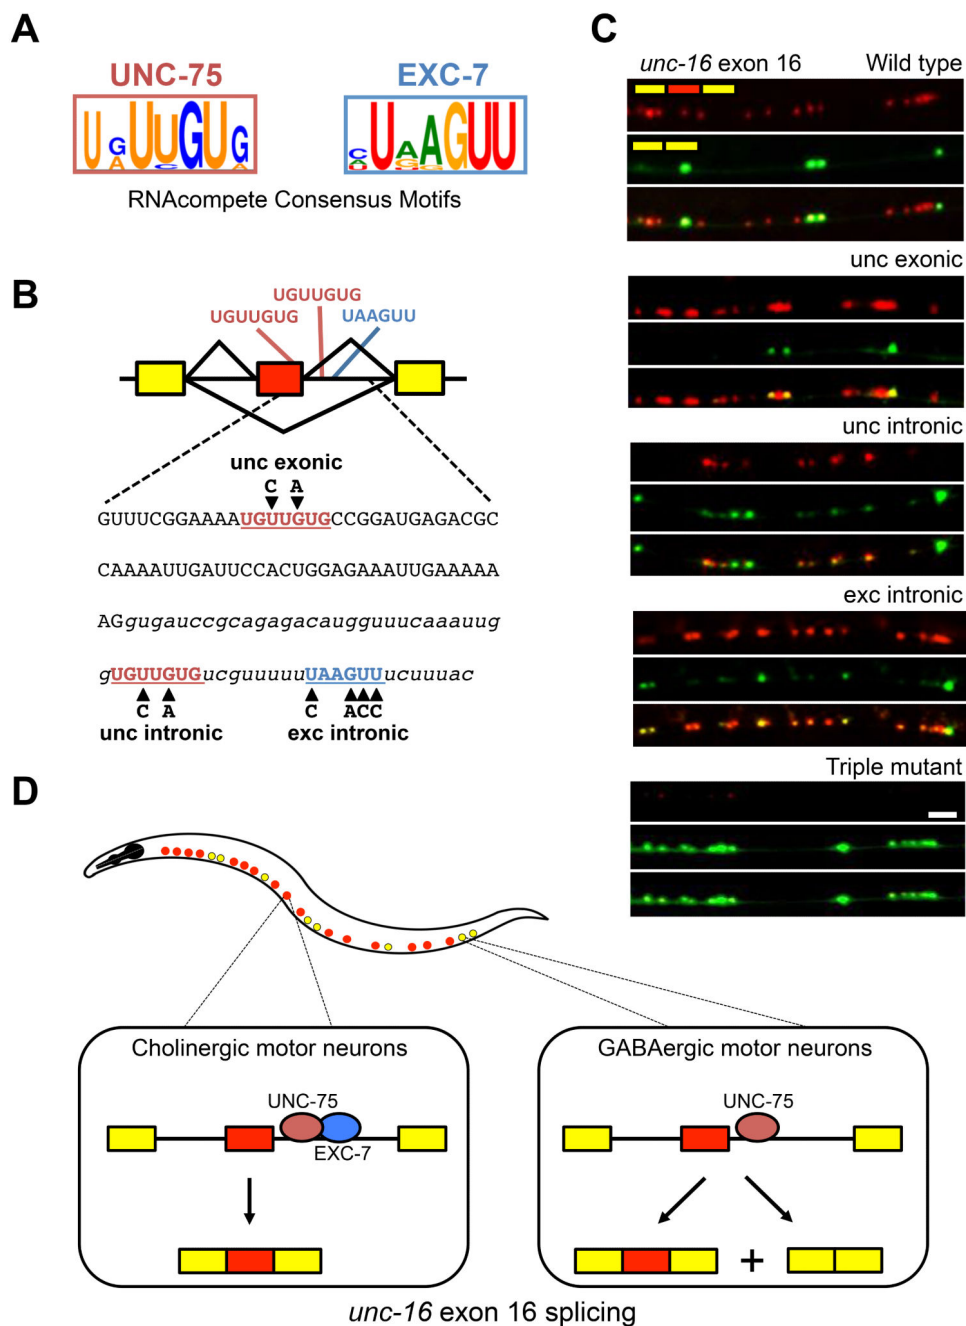 A
UNC-75
EXC-7
UGUUGUG
CUAAGUU
RNAcompete Consensus Motifs
B
UGUUGUG
UGUUGUG
UAAGUU
unc exonic
C A
GUUUCGGAAAAUGUUGUGCCGGAUGAGACGC
CAAAAUUGAUUCCACUGGAGAAAUUGAAAAA
AGgugauccgcagagacaugguuucaaauug
gUGUUGUGucguuuuuUAAGUUucuuuac
C A
C ACC
unc intronic
exc intronic
C
unc-16 exon 16
Wild type
unc exonic
unc intronic
exc intronic
Triple mutant
D
Cholinergic motor neurons
UNC-75
EXC-7
GABAergic motor neurons
UNC-75
+
unc-16 exon 16 splicing